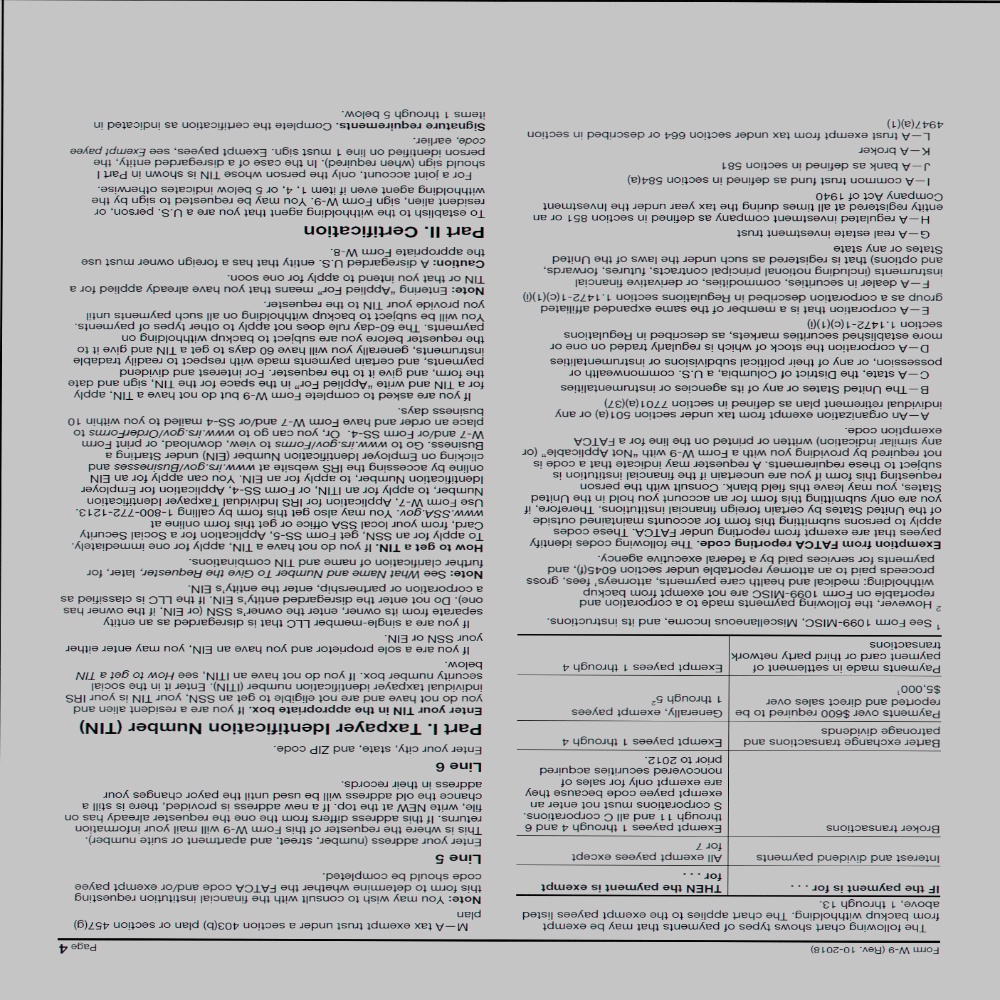 Form W-9 (Rev. 10-2018)
Page 4
The following chart shows types of payments that may be exempt
from backup withholding. The chart applies to the exempt payees listed
above, 1 through 13.
IF the payment is for . . .
THEN the payment is exempt
for . . .
Interest and dividend payments
All exempt payees except
for 7
Broker transactions
Exempt payees 1 through 4 and 6
through 11 and all C corporations.
S corporations must not enter an
exempt payee code because they
are exempt only for sales of
noncovered securities acquired
prior to 2012.
Barter exchange transactions and
patronage dividends
Exempt payees 1 through 4
Payments over $600 required to be
reported and direct sales over
$5,000¹
Generally, exempt payees
1 through 5²
Payments made in settlement of
payment card or third party network
transactions
Exempt payees 1 through 4
¹ See Form 1099-MISC, Miscellaneous Income, and its instructions.
² However, the following payments made to a corporation and
reportable on Form 1099-MISC are not exempt from backup
withholding: medical and health care payments, attorneys' fees, gross
proceeds paid to an attorney reportable under section 6045(f), and
payments for services paid by a federal executive agency.
Exemption from FATCA reporting code. The following codes identify
payees that are exempt from reporting under FATCA. These codes
apply to persons submitting this form for accounts maintained outside
of the United States by certain foreign financial institutions. Therefore, if
you are only submitting this form for an account you hold in the United
States, you may leave this field blank. Consult with the person
requesting this form if you are uncertain if the financial institution is
subject to these requirements. A requester may indicate that a code is
not required by providing you with a Form W-9 with "Not Applicable" (or
any similar indication) written or printed on the line for a FATCA
exemption code.
A—An organization exempt from tax under section 501(a) or any
individual retirement plan as defined in section 7701(a)(37)
B—The United States or any of its agencies or instrumentalities
C—A state, the District of Columbia, a U.S. commonwealth or
possession, or any of their political subdivisions or instrumentalities
D—A corporation the stock of which is regularly traded on one or
more established securities markets, as described in Regulations
section 1.1472-1(c)(1)(i)
E—A corporation that is a member of the same expanded affiliated
group as a corporation described in Regulations section 1.1472-1(c)(1)(i)
F—A dealer in securities, commodities, or derivative financial
instruments (including notional principal contracts, futures, forwards,
and options) that is registered as such under the laws of the United
States or any state
G—A real estate investment trust
H—A regulated investment company as defined in section 851 or an
entity registered at all times during the tax year under the Investment
Company Act of 1940
I—A common trust fund as defined in section 584(a)
J—A bank as defined in section 581
K—A broker
L—A trust exempt from tax under section 664 or described in section
4947(a)(1)
M—A tax exempt trust under a section 403(b) plan or section 457(g)
plan
Note: You may wish to consult with the financial institution requesting
this form to determine whether the FATCA code and/or exempt payee
code should be completed.
Line 5
Enter your address (number, street, and apartment or suite number).
This is where the requester of this Form W-9 will mail your information
returns. If this address differs from the one the requester already has on
file, write NEW at the top. If a new address is provided, there is still a
chance the old address will be used until the payor changes your
address in their records.
Line 6
Enter your city, state, and ZIP code.
Part I. Taxpayer Identification Number (TIN)
Enter your TIN in the appropriate box. If you are a resident alien and
you do not have and are not eligible to get an SSN, your TIN is your IRS
individual taxpayer identification number (ITIN). Enter it in the social
security number box. If you do not have an ITIN, see How to get a TIN
below.
If you are a sole proprietor and you have an EIN, you may enter either
your SSN or EIN.
If you are a single-member LLC that is disregarded as an entity
separate from its owner, enter the owner's SSN (or EIN, if the owner has
one). Do not enter the disregarded entity's EIN. If the LLC is classified as
a corporation or partnership, enter the entity's EIN.
Note: See What Name and Number To Give the Requester, later, for
further clarification of name and TIN combinations.
How to get a TIN. If you do not have a TIN, apply for one immediately.
To apply for an SSN, get Form SS-5, Application for a Social Security
Card, from your local SSA office or get this form online at
www.SSA.gov. You may also get this form by calling 1-800-772-1213.
Use Form W-7, Application for IRS Individual Taxpayer Identification
Number, to apply for an ITIN, or Form SS-4, Application for Employer
Identification Number, to apply for an EIN. You can apply for an EIN
online by accessing the IRS website at www.irs.gov/Businesses and
clicking on Employer Identification Number (EIN) under Starting a
Business. Go to www.irs.gov/Forms to view, download, or print Form
W-7 and/or Form SS-4. Or, you can go to www.irs.gov/OrderForms to
place an order and have Form W-7 and/or SS-4 mailed to you within 10
business days.
If you are asked to complete Form W-9 but do not have a TIN, apply
for a TIN and write "Applied For" in the space for the TIN, sign and date
the form, and give it to the requester. For interest and dividend
payments, and certain payments made with respect to readily tradable
instruments, generally you will have 60 days to get a TIN and give it to
the requester before you are subject to backup withholding on
payments. The 60-day rule does not apply to other types of payments.
You will be subject to backup withholding on all such payments until
you provide your TIN to the requester.
Note: Entering "Applied For" means that you have already applied for a
TIN or that you intend to apply for one soon.
Caution: A disregarded U.S. entity that has a foreign owner must use
the appropriate Form W-8.
Part II. Certification
To establish to the withholding agent that you are a U.S. person, or
resident alien, sign Form W-9. You may be requested to sign by the
withholding agent even if item 1, 4, or 5 below indicates otherwise.
For a joint account, only the person whose TIN is shown in Part I
should sign (when required). In the case of a disregarded entity, the
person identified on line 1 must sign. Exempt payees, see Exempt payee
code, earlier.
Signature requirements. Complete the certification as indicated in
items 1 through 5 below.